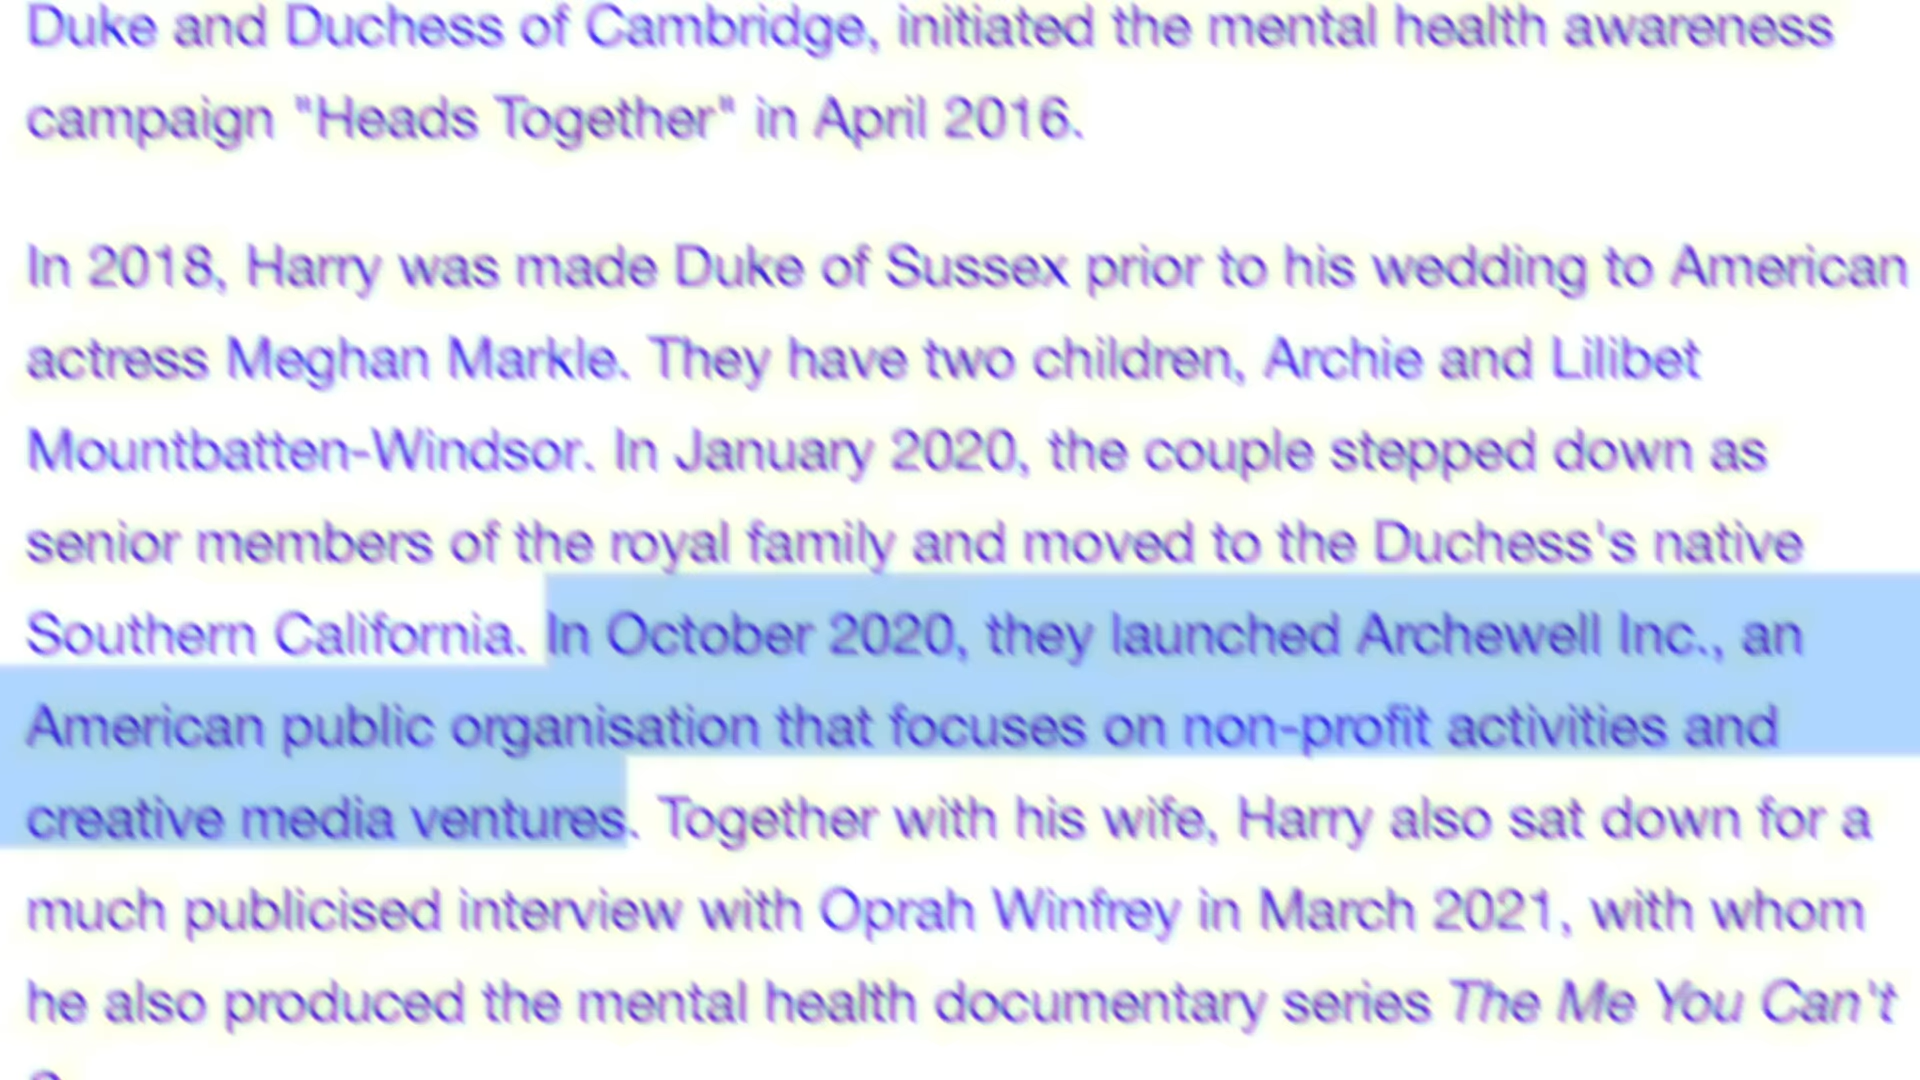 Duke and Duchess of Cambridge, initiated the mental health awareness
campaign "Heads Together" in April 2016.
In 2018, Harry was made Duke of Sussex prior to his wedding to American
actress Meghan Markle. They have two children, Archie and Lilibet
Mountbatten-Windsor. In January 2020, the couple stepped down as
senior members of the royal family and moved to the Duchess's native
Southern California. In October 2020, they launched Archewell Inc., an
American public organisation that focuses on non-profit activities and
creative media ventures. Together with his wife, Harry also sat down for a
much publicised interview with Oprah Winfrey in March 2021, with whom
he also produced the mental health documentary series The Me You Can't